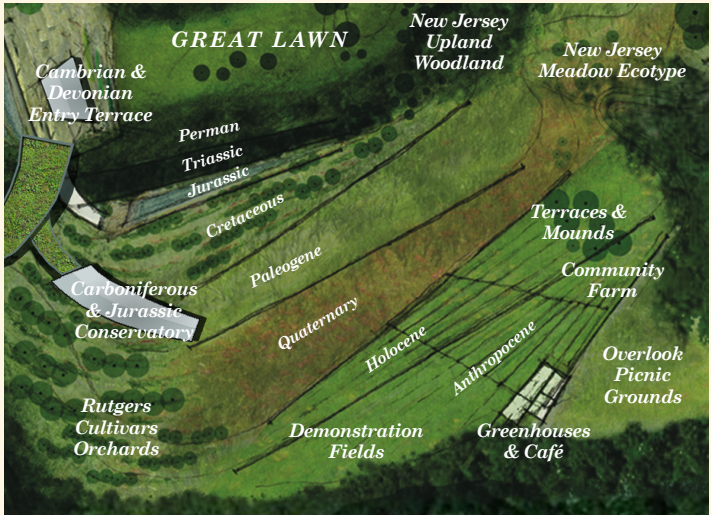 GREAT LAWN
New Jersey
Upland
Woodland
New Jersey
Meadow Ecotype
Cambrian &
Devonian
Entry Terrace
Perman
Triassic
Jurassic
Cretaceous
Paleogene
Terraces &
Mounds
Community
Farm
Carboniferous
& Jurassic
Conservatory
Quaternary
Holocene
Anthropocene
Overlook
Picnic
Grounds
Rutgers
Cultivars
Orchards
Demonstration
Fields
Greenhouses
& Café